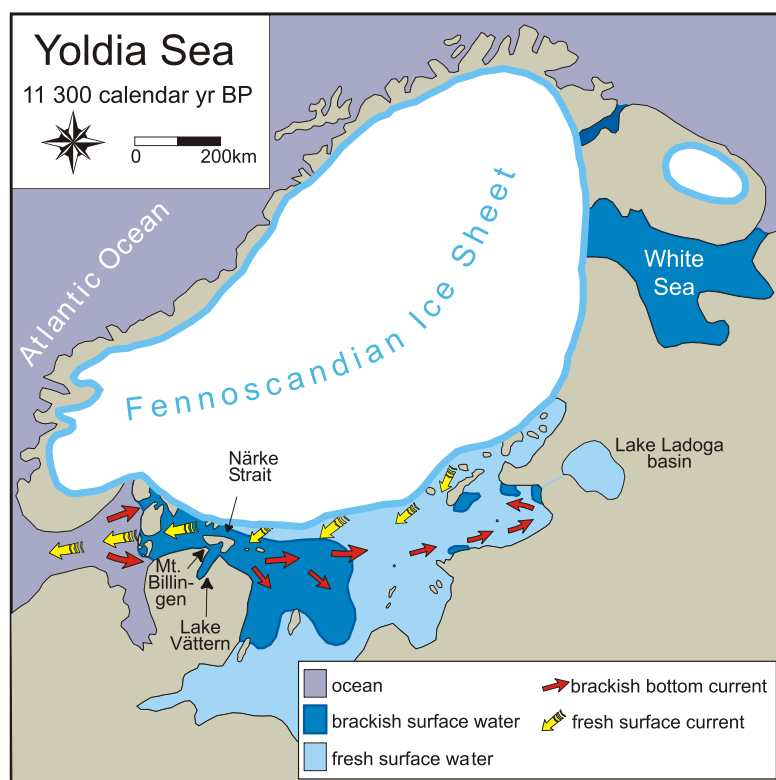 Yoldia Sea
11 300 calendar yr BP
0 200km
Atlantic Ocean
Fennoscandian Ice Sheet
White
Sea
Lake Ladoga
basin
Närke
Strait
Mt.
Billin-
gen
Lake
Vättern
ocean
brackish surface water
fresh surface water
brackish bottom current
fresh surface current